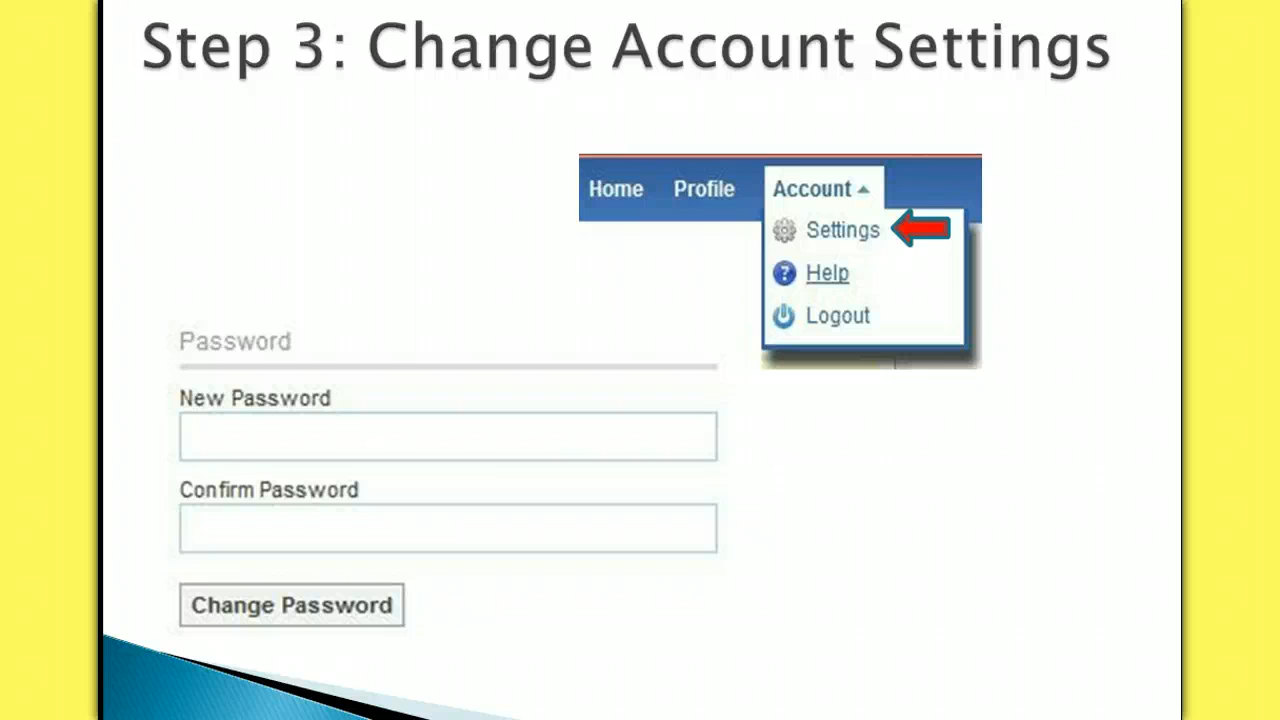 Step 3: Change Account Settings
Home Profile Account
Settings
Help
Logout
Password
New Password
Confirm Password
Change Password